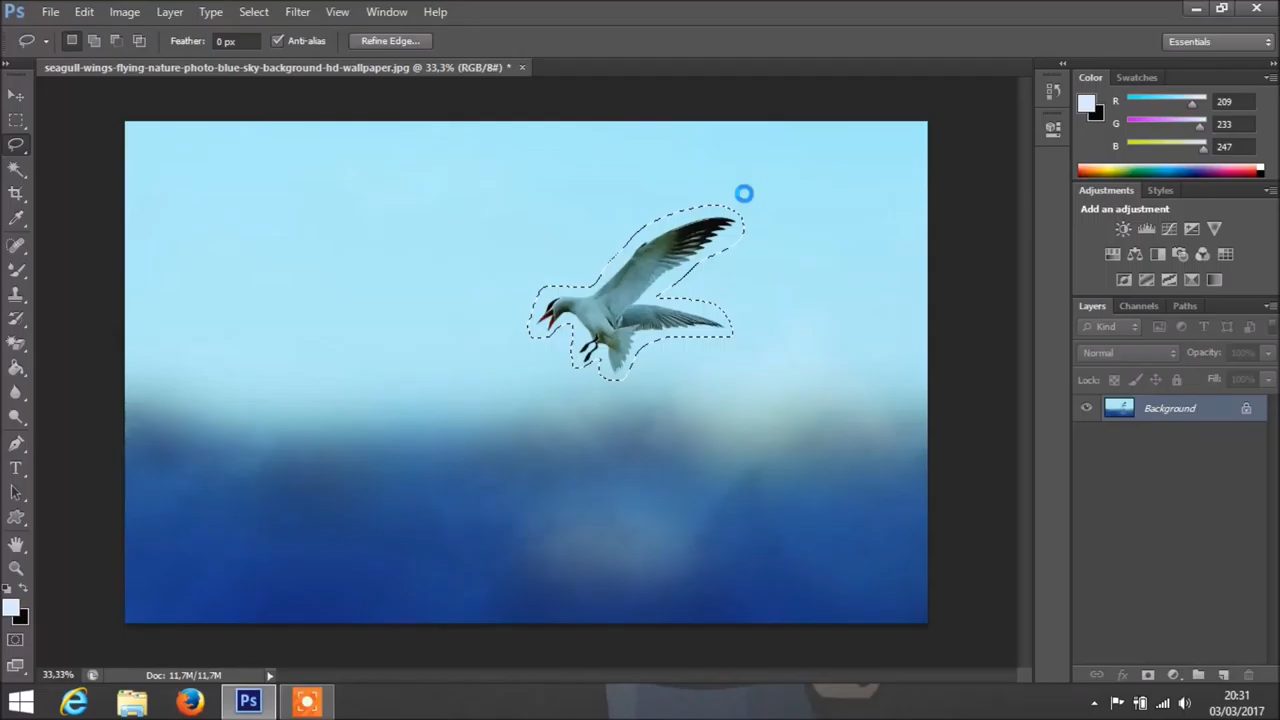 Ps File Edit Image Layer Type Select Filter View Window Help
Feather: 0 px Anti-alias Refine Edge... Essentials
seagull-wings-flying-nature-photo-blue-sky-background-hd-wallpaper.jpg @ 33,3% (RGB/8#) * ×
Color Swatches
R 209
G 233
B 247
Adjustments Styles
Add an adjustment
Layers Channels Paths
Kind
Normal Opacity: 100%
Lock: Fill: 100%
Background
33,33% Doc: 11,7M/11,7M
Ps
20:31
03/03/2017